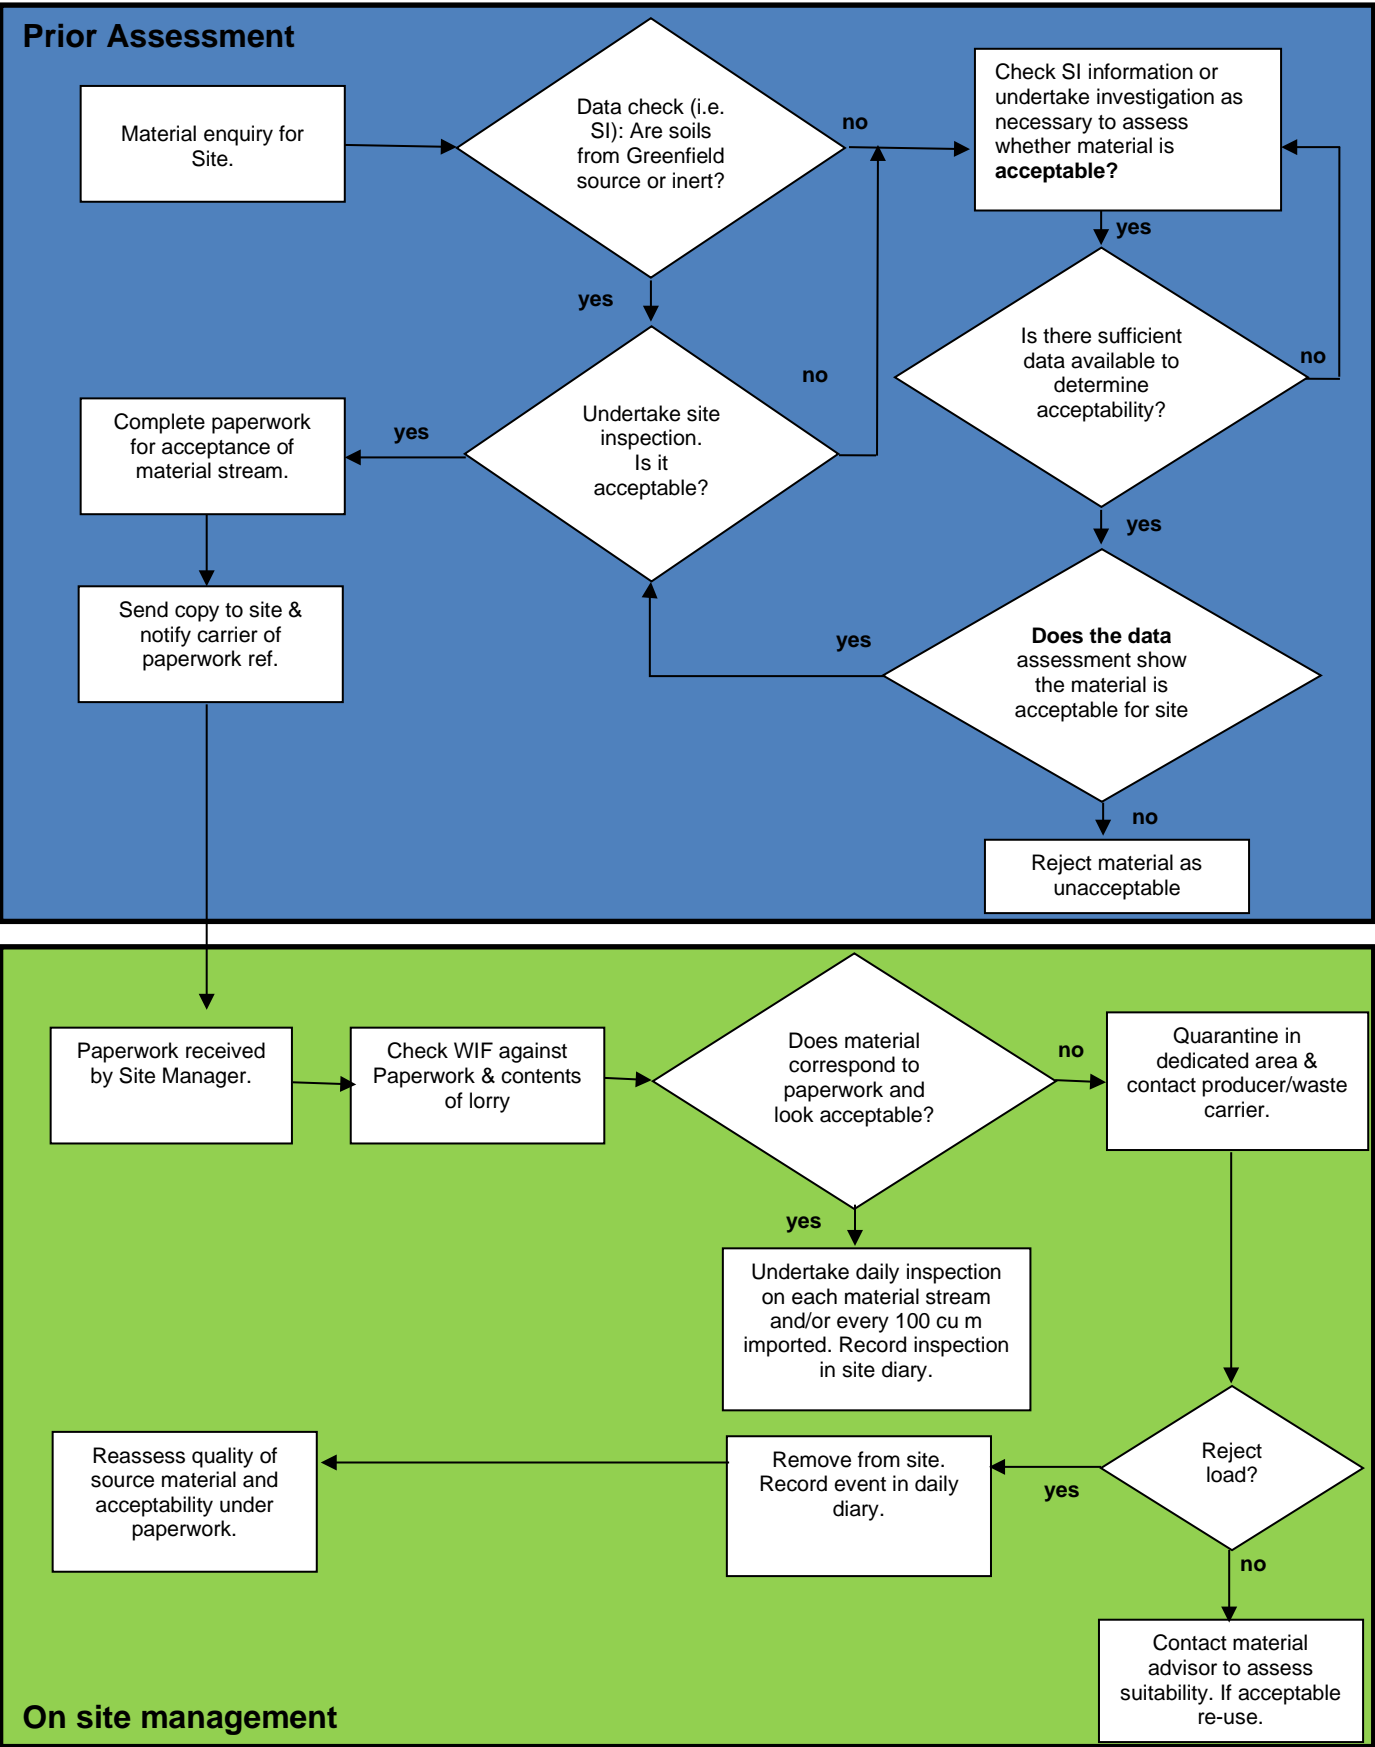 Prior Assessment
Material enquiry for
Site.
Data check (i.e.
SI): Are soils
from Greenfield
source or inert?
no
Check SI information or
undertake investigation as
necessary to assess
whether material is
acceptable?
yes
yes
Is there sufficient
data available to
determine
acceptability?
no
Undertake site
inspection.
Is it
acceptable?
no
yes
Complete paperwork
for acceptance of
material stream.
yes
Send copy to site &
notify carrier of
paperwork ref.
Does the data
assessment show
the material is
acceptable for site
yes
no
Reject material as
unacceptable
Paperwork received
by Site Manager.
Check WIF against
Paperwork & contents
of lorry
Does material
correspond to
paperwork and
look acceptable?
no
Quarantine in
dedicated area &
contact producer/waste
carrier.
yes
Undertake daily inspection
on each material stream
and/or every 100 cu m
imported. Record inspection
in site diary.
Reject
load?
yes
Remove from site.
Record event in daily
diary.
Reassess quality of
source material and
acceptability under
paperwork.
no
Contact material
advisor to assess
suitability. If acceptable
re-use.
On site management